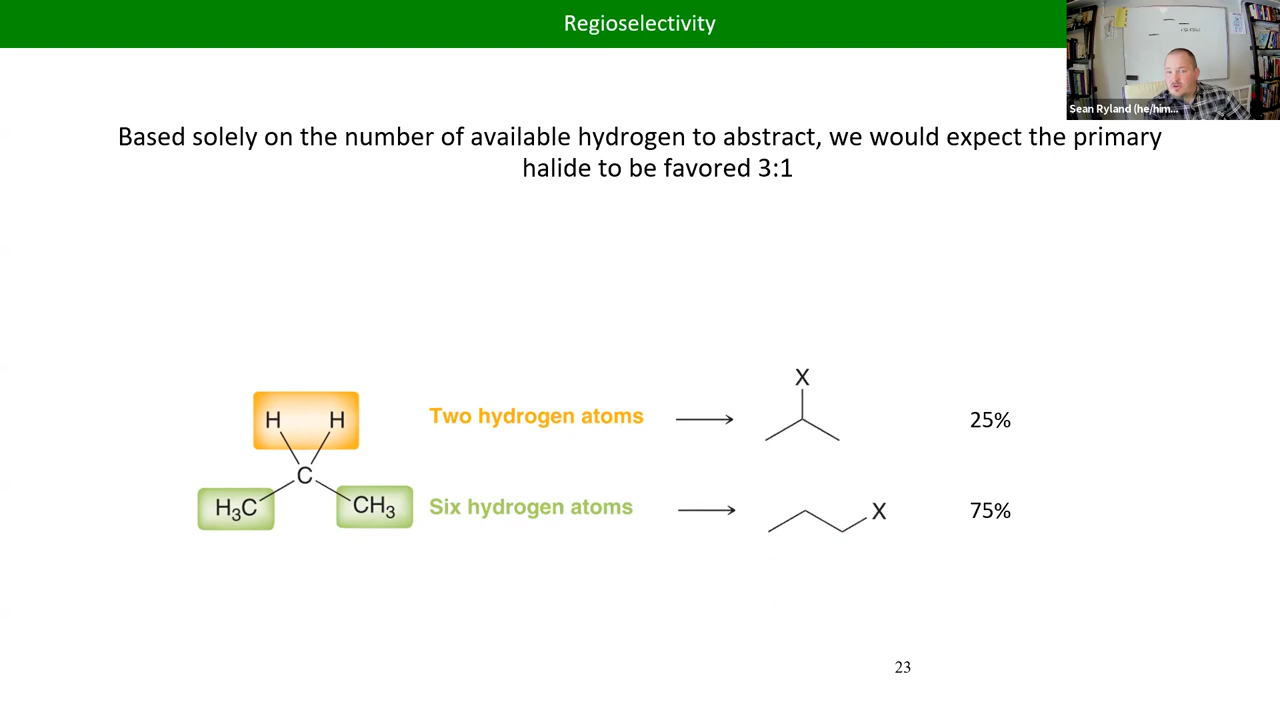 Regioselectivity
Sean Ryland (he/him...
Based solely on the number of available hydrogen to abstract, we would expect the primary
halide to be favored 3:1
X
H H Two hydrogen atoms 25%
C
H₃C CH₃ Six hydrogen atoms X 75%
23